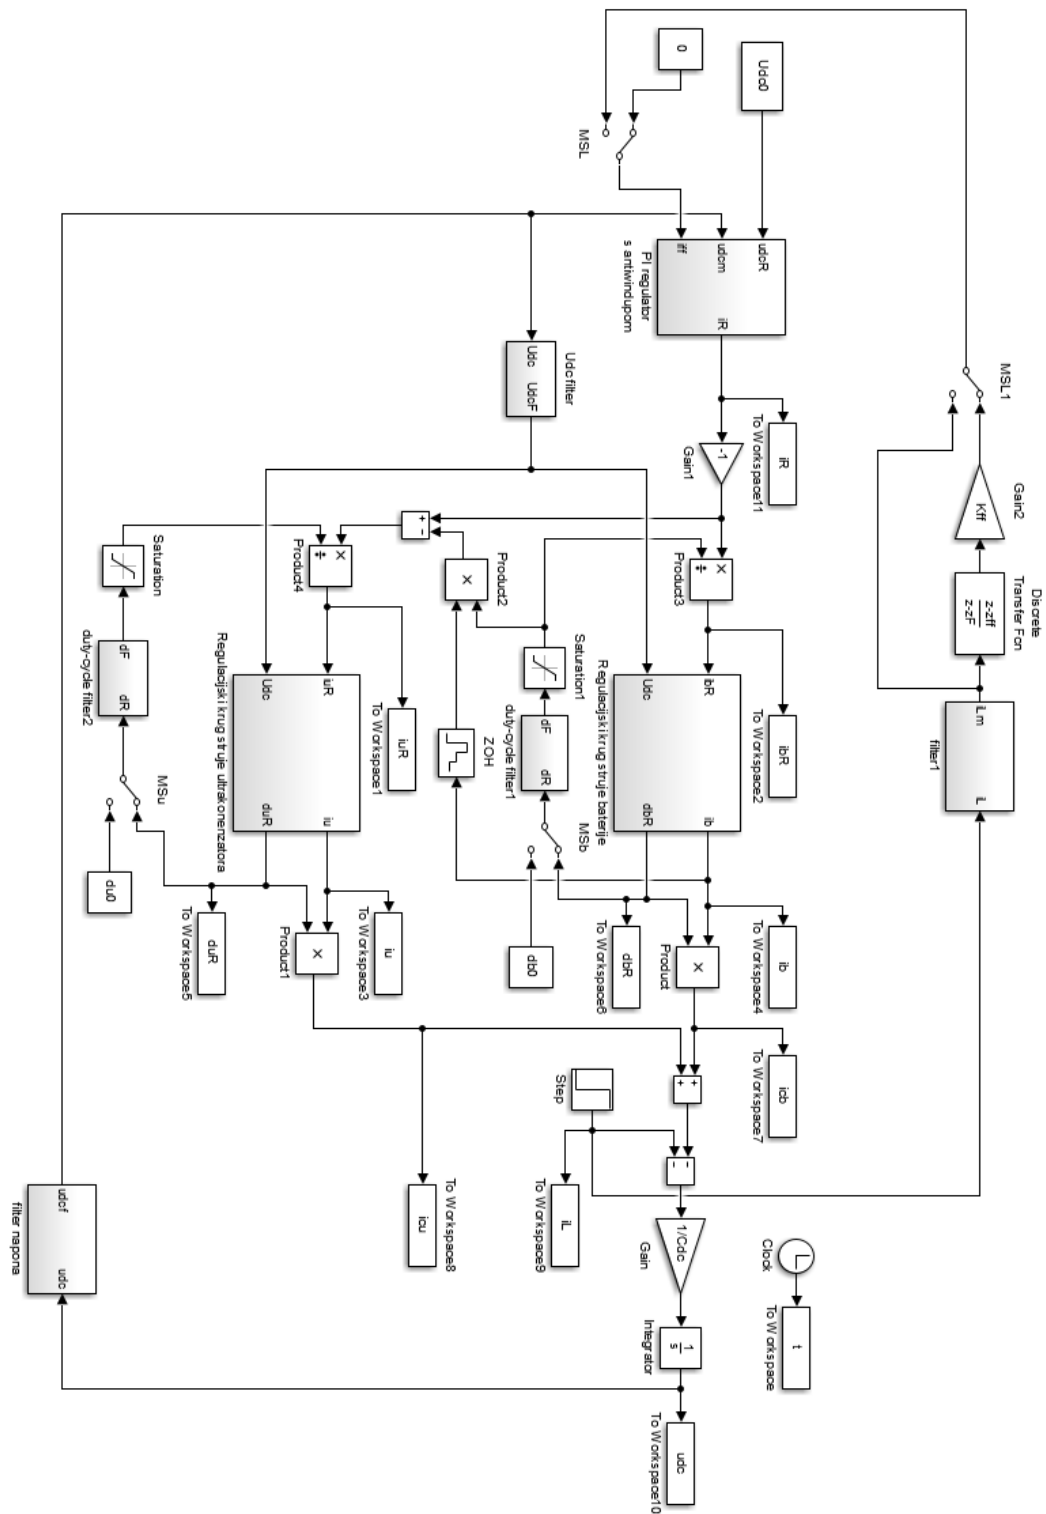 Discrete
Transfer Fcn
z-zff
z-zF
Gain2
Kff
MSL1
iLm
iL
filter1
Clock
t
To Workspace
Udc0
0
MSL
udcR
udcm
iff
iR
PI regulator
s antiwindupom
iR
To Workspace11
-1
Gain1
×
÷
Product3
ibR
To Workspace2
ibR
Udc
ib
dbR
Regulacijski krug struje baterije
ib
To Workspace4
×
Product
dbR
To Workspace6
icb
To Workspace7
+
+
−
−
1/Cdc
Gain
1
s
Integrator
udc
To Workspace10
Step
iL
To Workspace9
Udc filter
Udc
UdcF
Saturation1
dF
dR
duty-cycle filter1
MSb
db0
Product2
×
ZOH
+
−
×
÷
Product4
iuR
To Workspace1
iuR
Udc
iu
duR
Regulacijski krug struje ultrakonenzatora
iu
To Workspace3
×
Product1
duR
To Workspace5
icu
To Workspace8
Saturation
dF
dR
duty-cycle filter2
MSu
du0
udcf
udc
filter napona